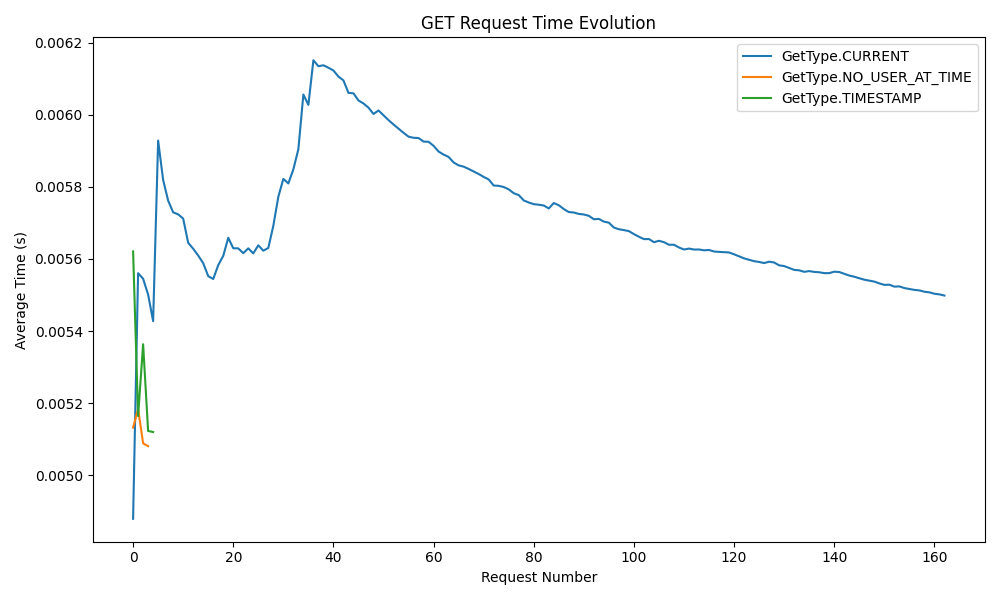 GET Request Time Evolution
GetType.CURRENT
GetType.NO_USER_AT_TIME
GetType.TIMESTAMP
Average Time (s)
0.0062
0.0060
0.0058
0.0056
0.0054
0.0052
0.0050
0 20 40 60 80 100 120 140 160
Request Number